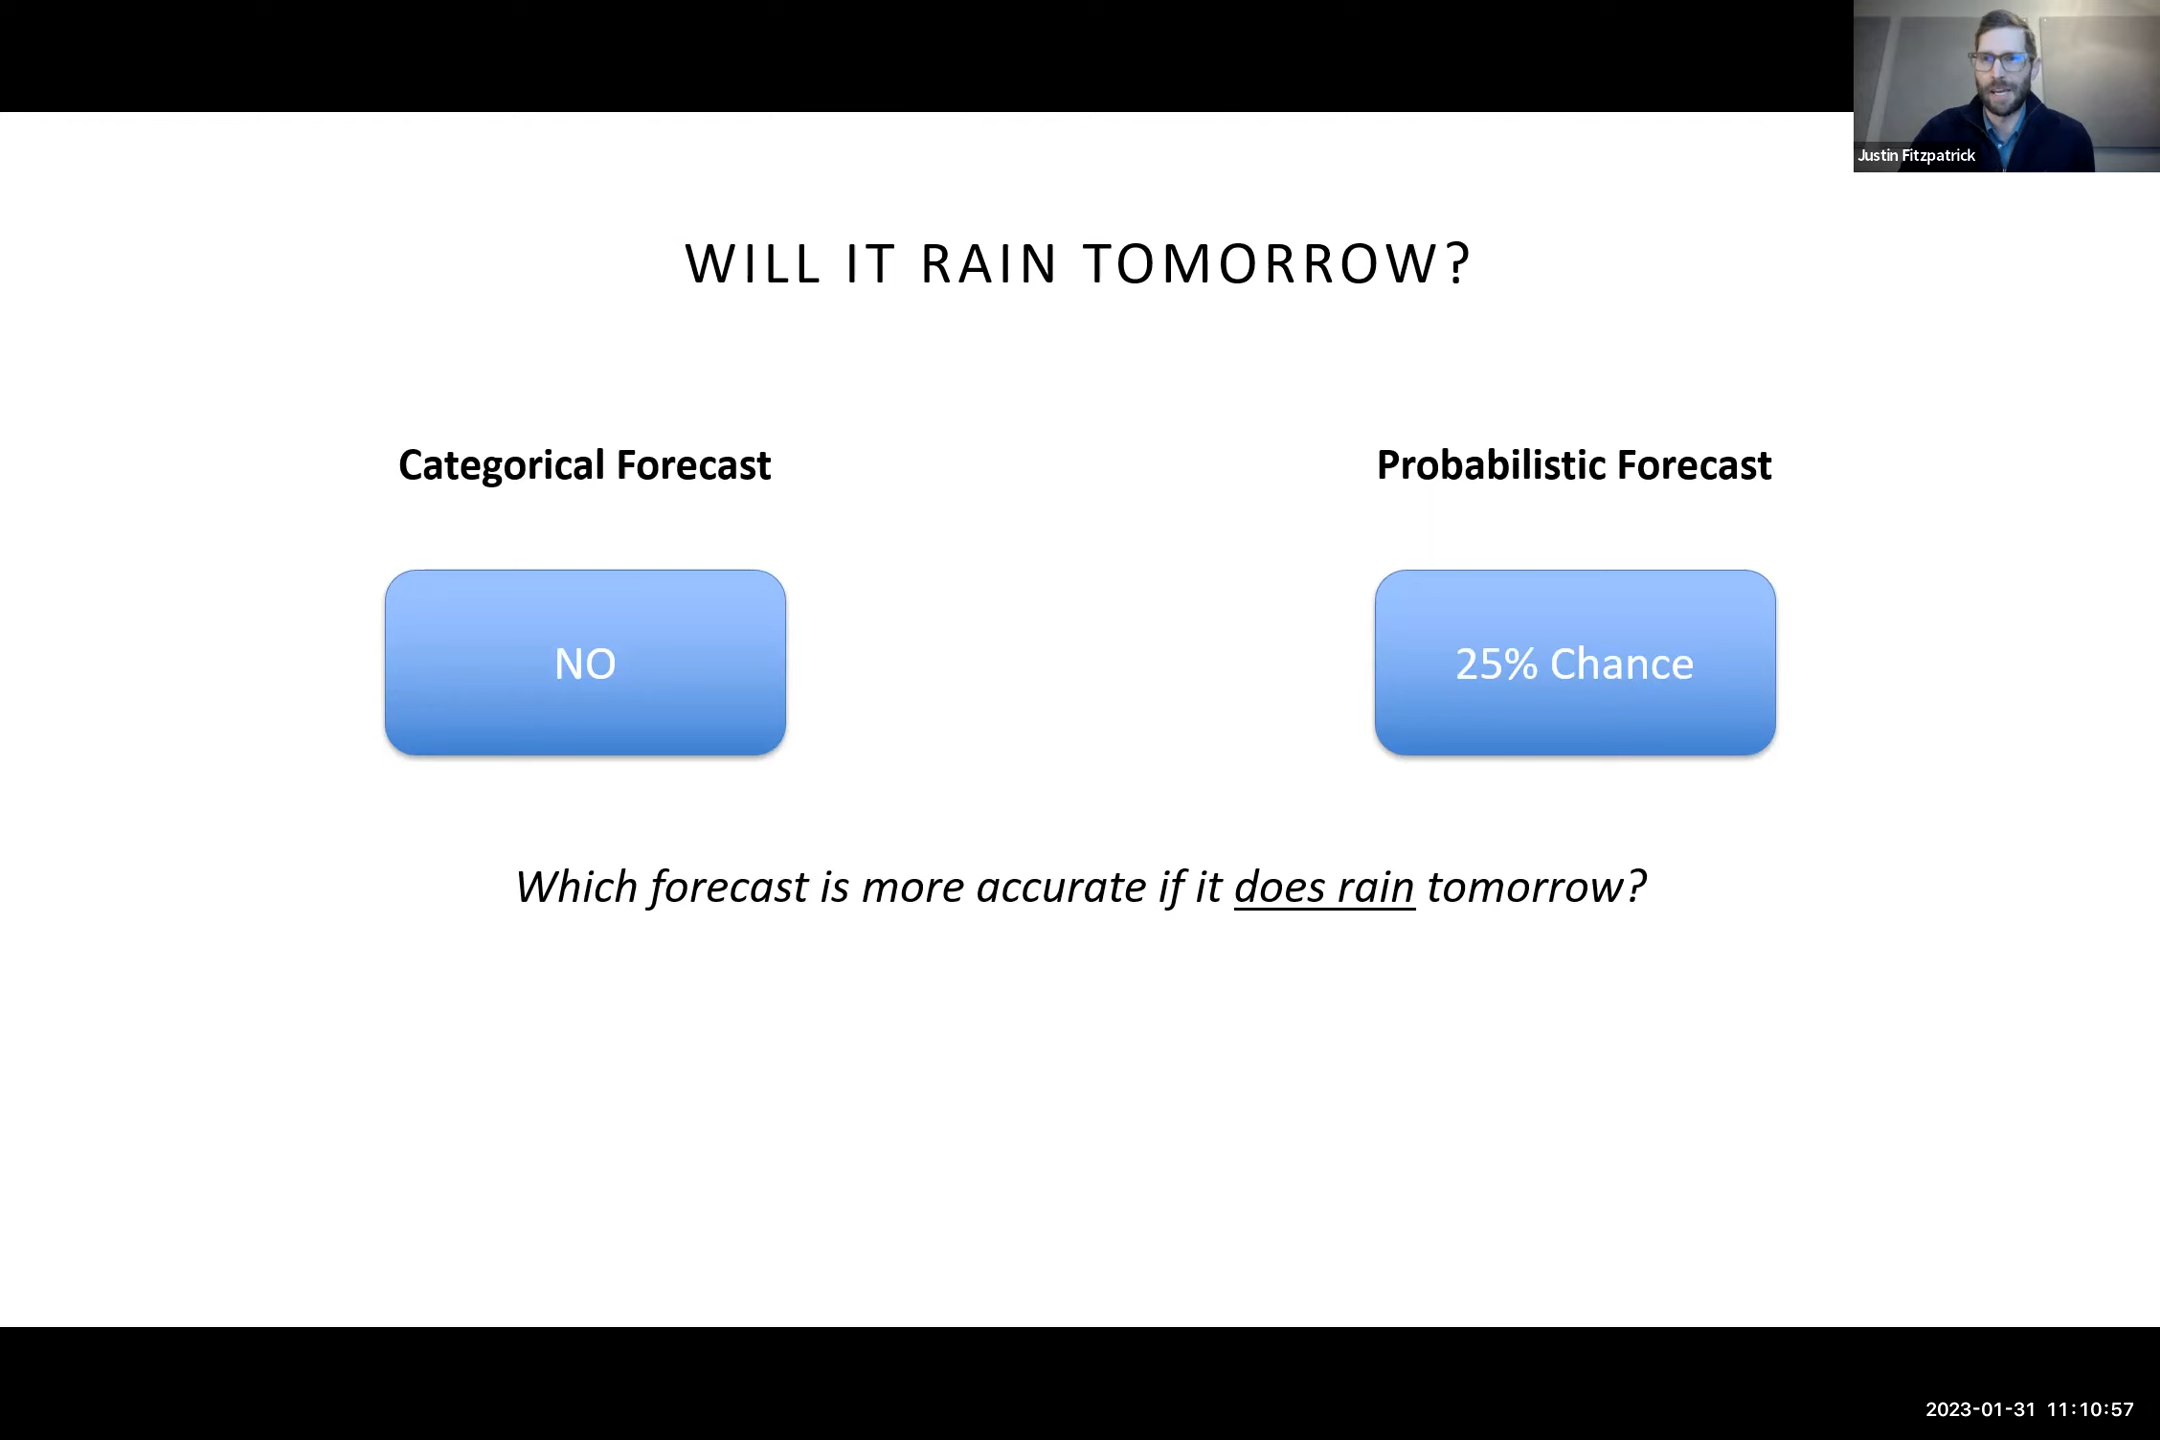 Justin Fitzpatrick
WILL IT RAIN TOMORROW?
Categorical Forecast
Probabilistic Forecast
NO
25% Chance
Which forecast is more accurate if it does rain tomorrow?
2023-01-31 11:10:57